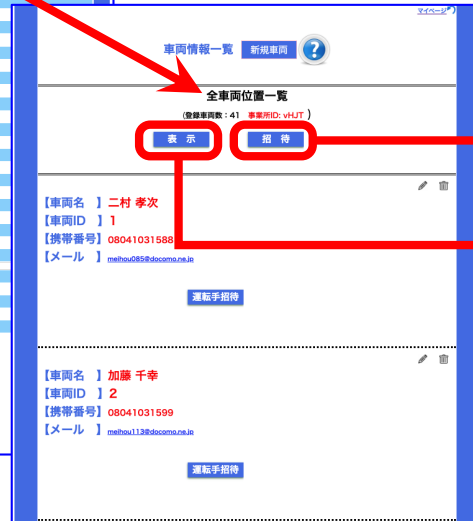 マイページ
車両情報一覧 新規車両 ?
全車両位置一覧
(登録車両数：41 事業所ID: vHJT )
表 示 招 待
【車両名 】二村 孝次
【車両ID 】1
【携帯番号】08041031588
【メール 】meihou085@docomo.ne.jp
運転手招待
【車両名 】加藤 千幸
【車両ID 】2
【携帯番号】08041031599
【メール 】meihou113@docomo.ne.jp
運転手招待